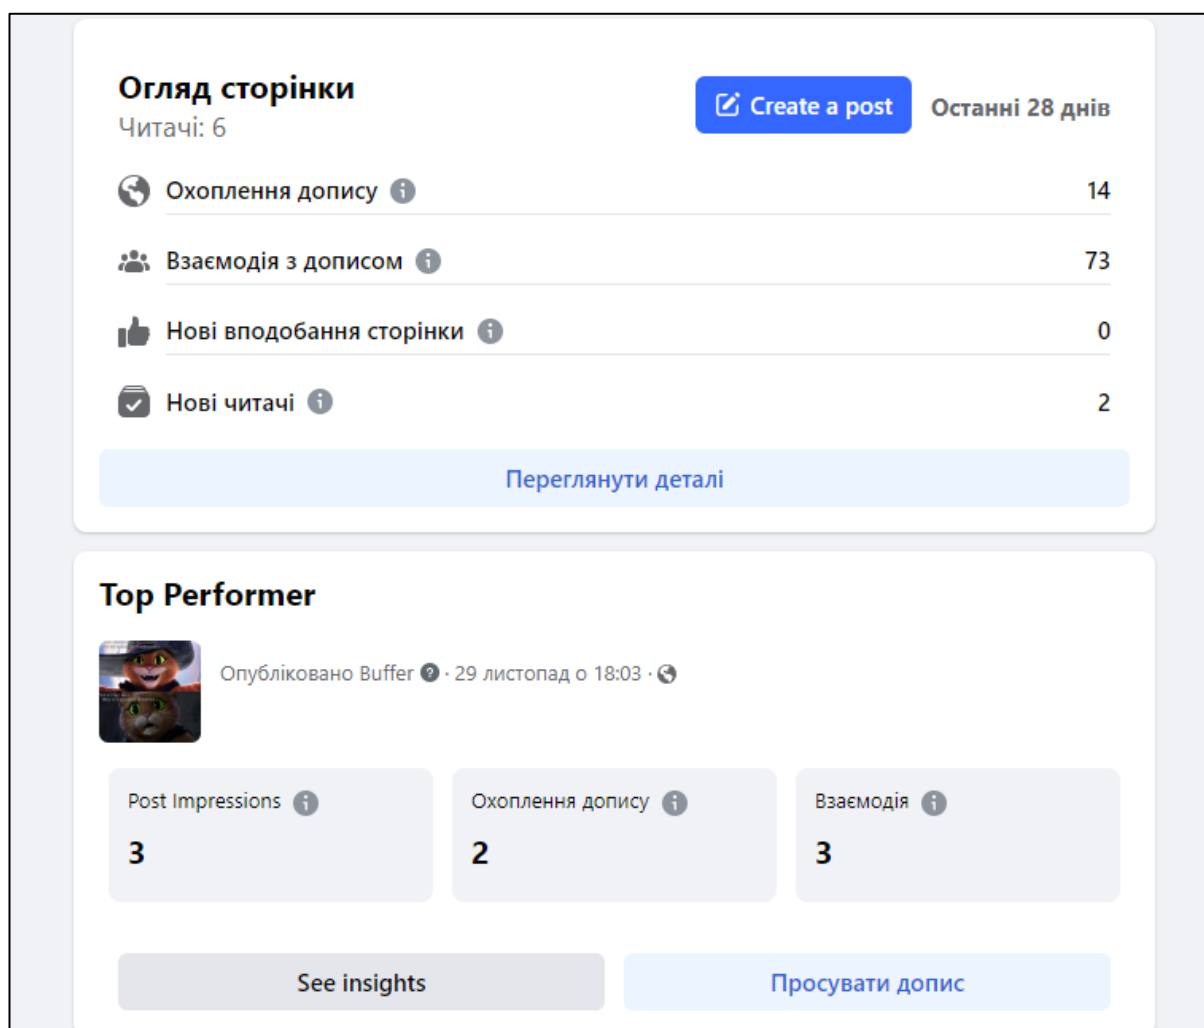 Огляд сторінки
Читачі: 6
Create a post
Останні 28 днів
Охоплення допису
14
Взаємодія з дописом
73
Нові вподобання сторінки
0
Нові читачі
2
Переглянути деталі
Top Performer
Опубліковано Buffer · 29 листопад о 18:03 ·
Post Impressions
3
Охоплення допису
2
Взаємодія
3
See insights
Просувати допис